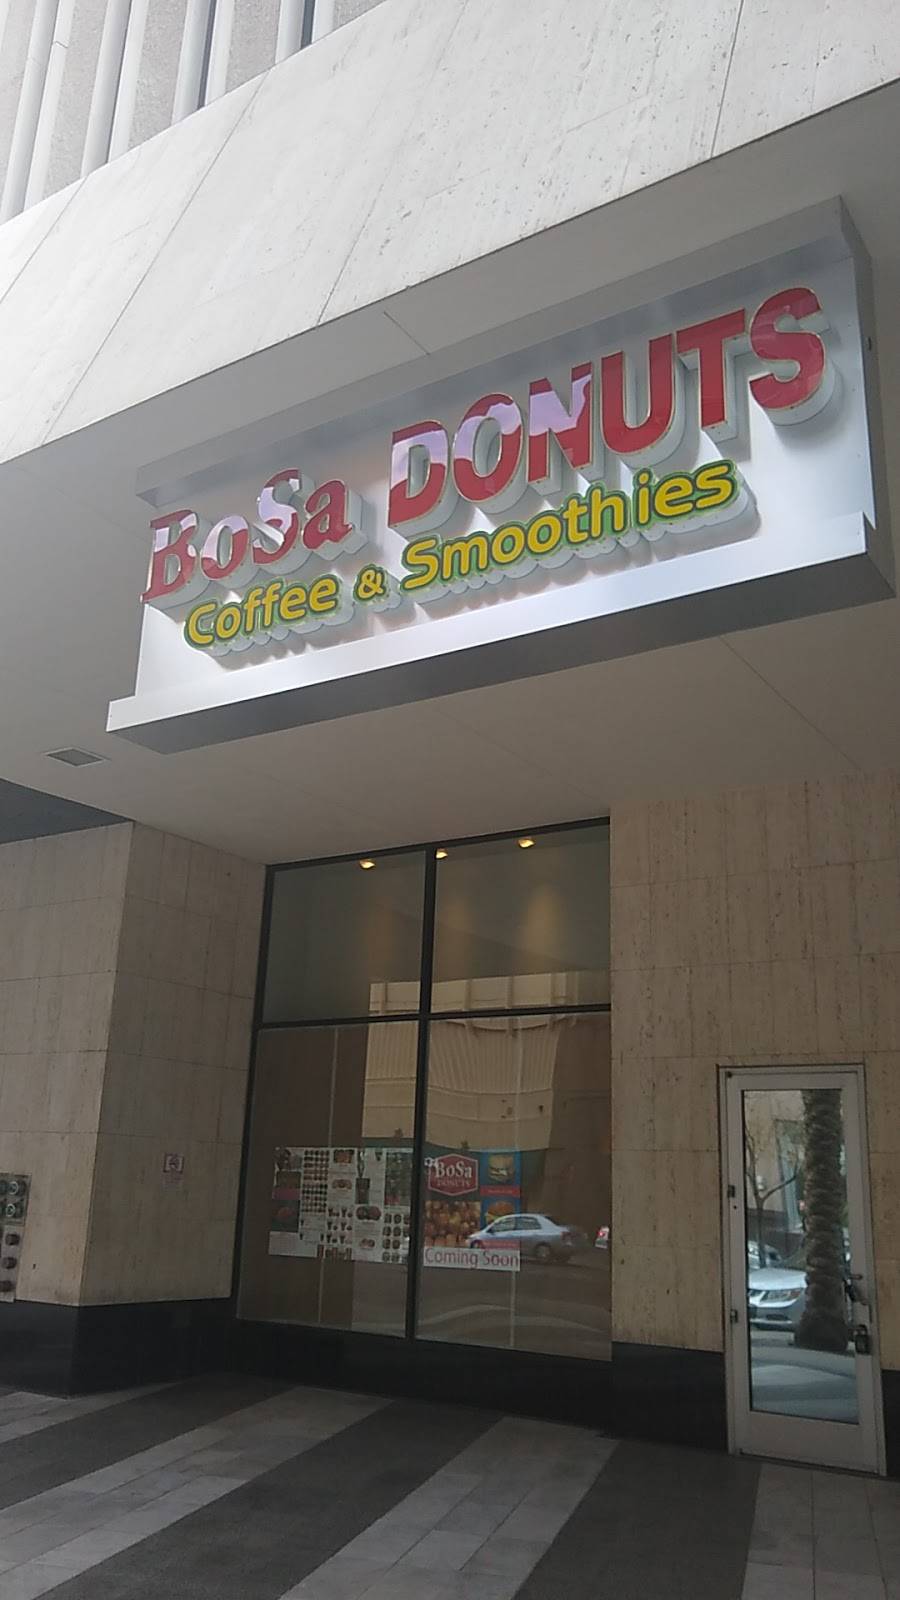 BoSa DONUTS
Coffee & Smoothies
BoSa
DONUTS
Coming Soon